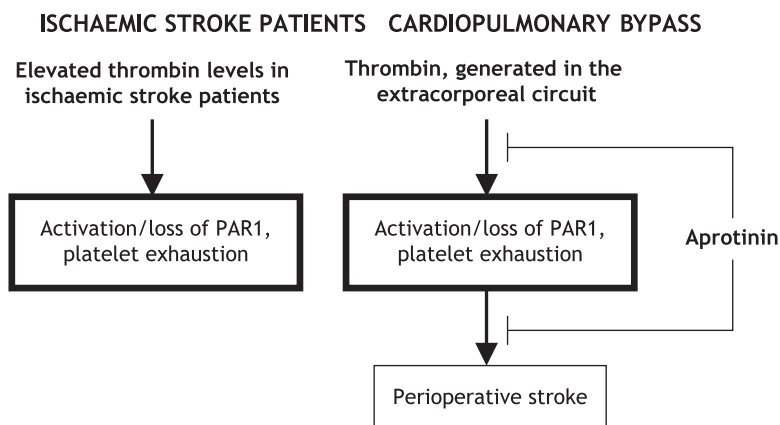 ISCHAEMIC STROKE PATIENTS
Elevated thrombin levels in
ischaemic stroke patients
Activation/loss of PAR1,
platelet exhaustion
CARDIOPULMONARY BYPASS
Thrombin, generated in the
extracorporeal circuit
Activation/loss of PAR1,
platelet exhaustion
Aprotinin
Perioperative stroke